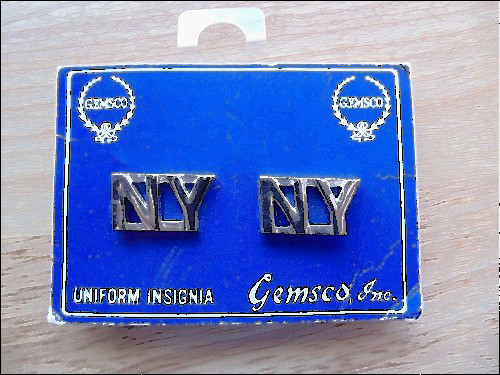 GEMSCO GEMSCO
NY NY
UNIFORM INSIGNIA Gemsco, Inc.